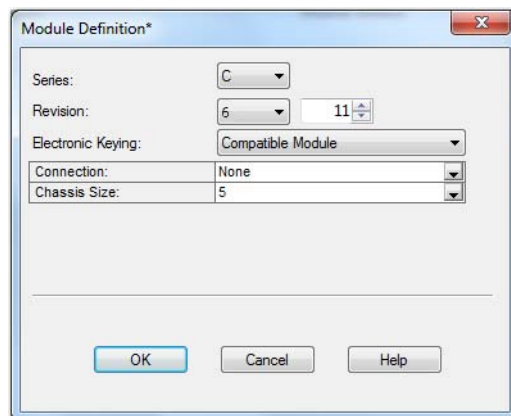 Module Definition*
Series: C
Revision: 6 11
Electronic Keying: Compatible Module
Connection: None
Chassis Size: 5
OK Cancel Help